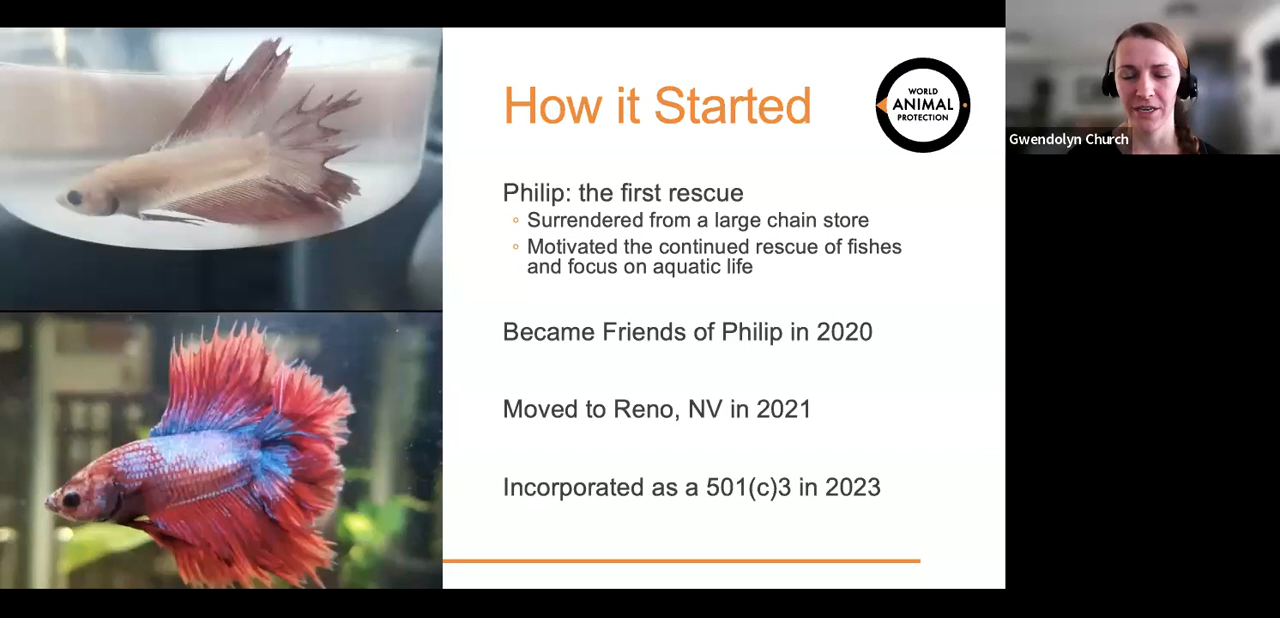 How it Started
WORLD
ANIMAL
PROTECTION
Gwendolyn Church
Philip: the first rescue
◦ Surrendered from a large chain store
◦ Motivated the continued rescue of fishes
and focus on aquatic life
Became Friends of Philip in 2020
Moved to Reno, NV in 2021
Incorporated as a 501(c)3 in 2023